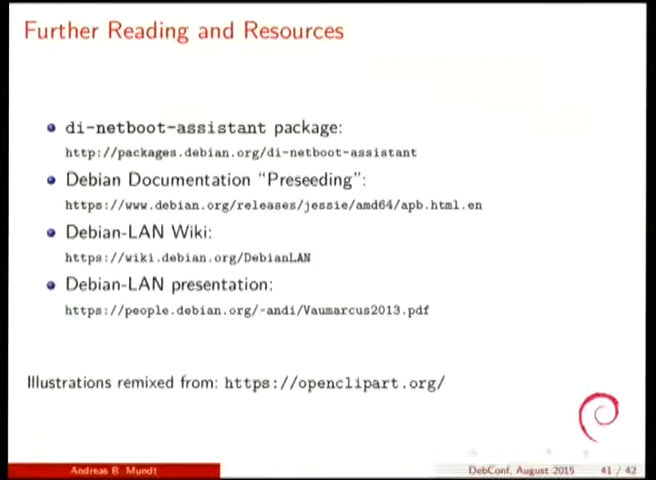 Further Reading and Resources
di-netboot-assistant package:
http://packages.debian.org/di-netboot-assistant
Debian Documentation “Preseeding”:
https://www.debian.org/releases/jessie/amd64/apb.html.en
Debian-LAN Wiki:
https://wiki.debian.org/DebianLAN
Debian-LAN presentation:
https://people.debian.org/~andi/Vaumarcus2013.pdf
Illustrations remixed from: https://openclipart.org/
Andreas B. Mundt
DebConf, August 2015
41 / 42